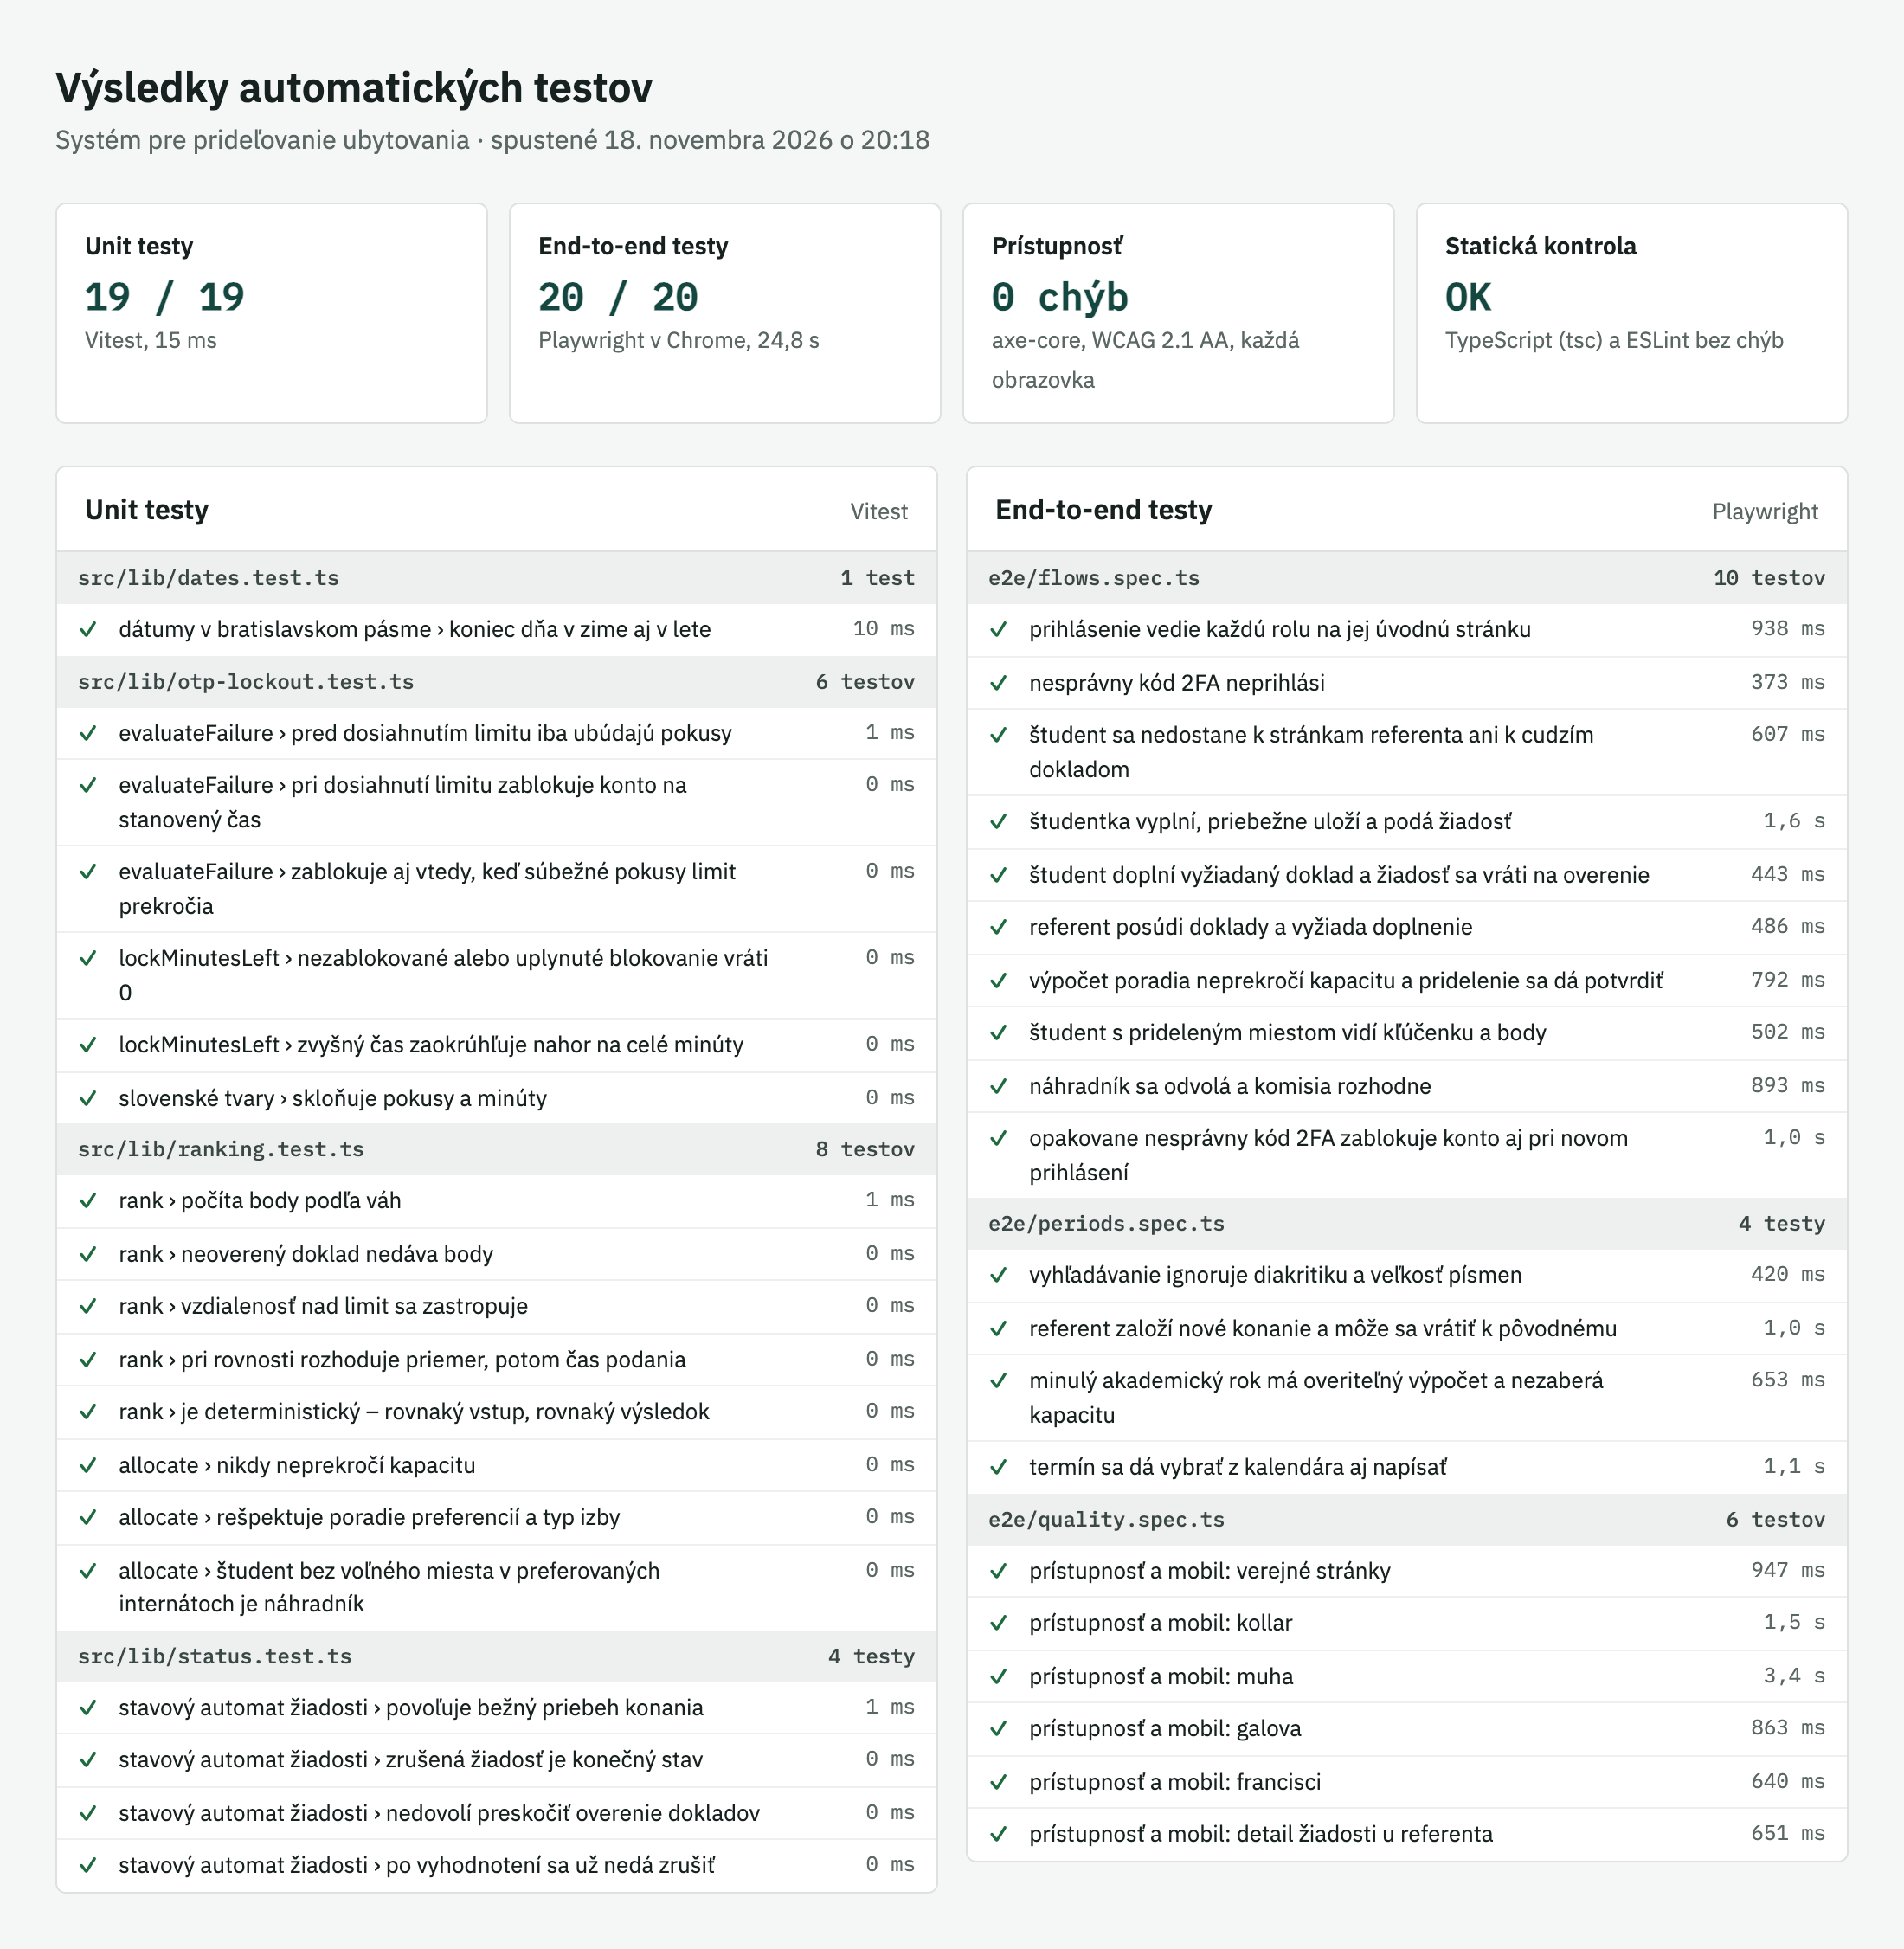 Výsledky automatických testov
Systém pre prideľovanie ubytovania · spustené 18. novembra 2026 o 20:18
Unit testy
19 / 19
Vitest, 15 ms
End-to-end testy
20 / 20
Playwright v Chrome, 24,8 s
Prístupnosť
0 chýb
axe-core, WCAG 2.1 AA, každá
obrazovka
Statická kontrola
OK
TypeScript (tsc) a ESLint bez chýb
Unit testy Vitest
src/lib/dates.test.ts 1 test
✓ dátumy v bratislavskom pásme › koniec dňa v zime aj v lete 10 ms
src/lib/otp-lockout.test.ts 6 testov
✓ evaluateFailure › pred dosiahnutím limitu iba ubúdajú pokusy 1 ms
✓ evaluateFailure › pri dosiahnutí limitu zablokuje konto na 0 ms
stanovený čas
✓ evaluateFailure › zablokuje aj vtedy, keď súbežné pokusy limit 0 ms
prekročia
✓ lockMinutesLeft › nezablokované alebo uplynuté blokovanie vráti 0 ms
0
✓ lockMinutesLeft › zvyšný čas zaokrúhľuje nahor na celé minúty 0 ms
✓ slovenské tvary › skloňuje pokusy a minúty 0 ms
src/lib/ranking.test.ts 8 testov
✓ rank › počíta body podľa váh 1 ms
✓ rank › neoverený doklad nedáva body 0 ms
✓ rank › vzdialenosť nad limit sa zastropuje 0 ms
✓ rank › pri rovnosti rozhoduje priemer, potom čas podania 0 ms
✓ rank › je deterministický – rovnaký vstup, rovnaký výsledok 0 ms
✓ allocate › nikdy neprekročí kapacitu 0 ms
✓ allocate › rešpektuje poradie preferencií a typ izby 0 ms
✓ allocate › študent bez voľného miesta v preferovaných 0 ms
internátoch je náhradník
src/lib/status.test.ts 4 testy
✓ stavový automat žiadosti › povoľuje bežný priebeh konania 1 ms
✓ stavový automat žiadosti › zrušená žiadosť je konečný stav 0 ms
✓ stavový automat žiadosti › nedovolí preskočiť overenie dokladov 0 ms
✓ stavový automat žiadosti › po vyhodnotení sa už nedá zrušiť 0 ms
End-to-end testy Playwright
e2e/flows.spec.ts 10 testov
✓ prihlásenie vedie každú rolu na jej úvodnú stránku 938 ms
✓ nesprávny kód 2FA neprihlási 373 ms
✓ študent sa nedostane k stránkam referenta ani k cudzím 607 ms
dokladom
✓ študentka vyplní, priebežne uloží a podá žiadosť 1,6 s
✓ študent doplní vyžiadaný doklad a žiadosť sa vráti na overenie 443 ms
✓ referent posúdi doklady a vyžiada doplnenie 486 ms
✓ výpočet poradia neprekročí kapacitu a pridelenie sa dá potvrdiť 792 ms
✓ študent s prideleným miestom vidí kľúčenku a body 502 ms
✓ náhradník sa odvolá a komisia rozhodne 893 ms
✓ opakovane nesprávny kód 2FA zablokuje konto aj pri novom 1,0 s
prihlásení
e2e/periods.spec.ts 4 testy
✓ vyhľadávanie ignoruje diakritiku a veľkosť písmen 420 ms
✓ referent založí nové konanie a môže sa vrátiť k pôvodnému 1,0 s
✓ minulý akademický rok má overiteľný výpočet a nezaberá 653 ms
kapacitu
✓ termín sa dá vybrať z kalendára aj napísať 1,1 s
e2e/quality.spec.ts 6 testov
✓ prístupnosť a mobil: verejné stránky 947 ms
✓ prístupnosť a mobil: kollar 1,5 s
✓ prístupnosť a mobil: muha 3,4 s
✓ prístupnosť a mobil: galova 863 ms
✓ prístupnosť a mobil: francisci 640 ms
✓ prístupnosť a mobil: detail žiadosti u referenta 651 ms